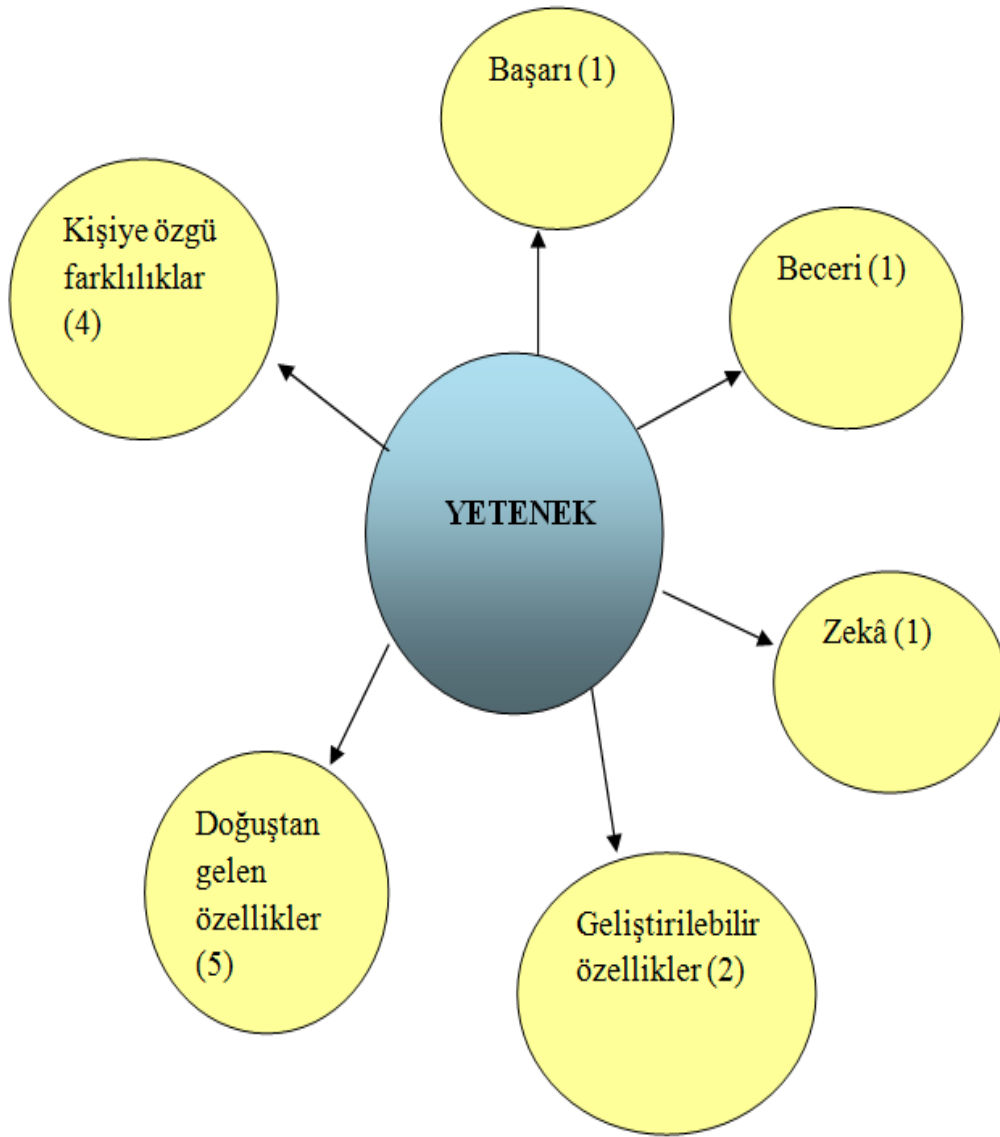 Başarı (1)
Kişiye özgü
farklılıklar
(4)
Beceri (1)
YETENEK
Zekâ (1)
Doğuştan
gelen
özellikler
(5)
Geliştirilebilir
özellikler (2)